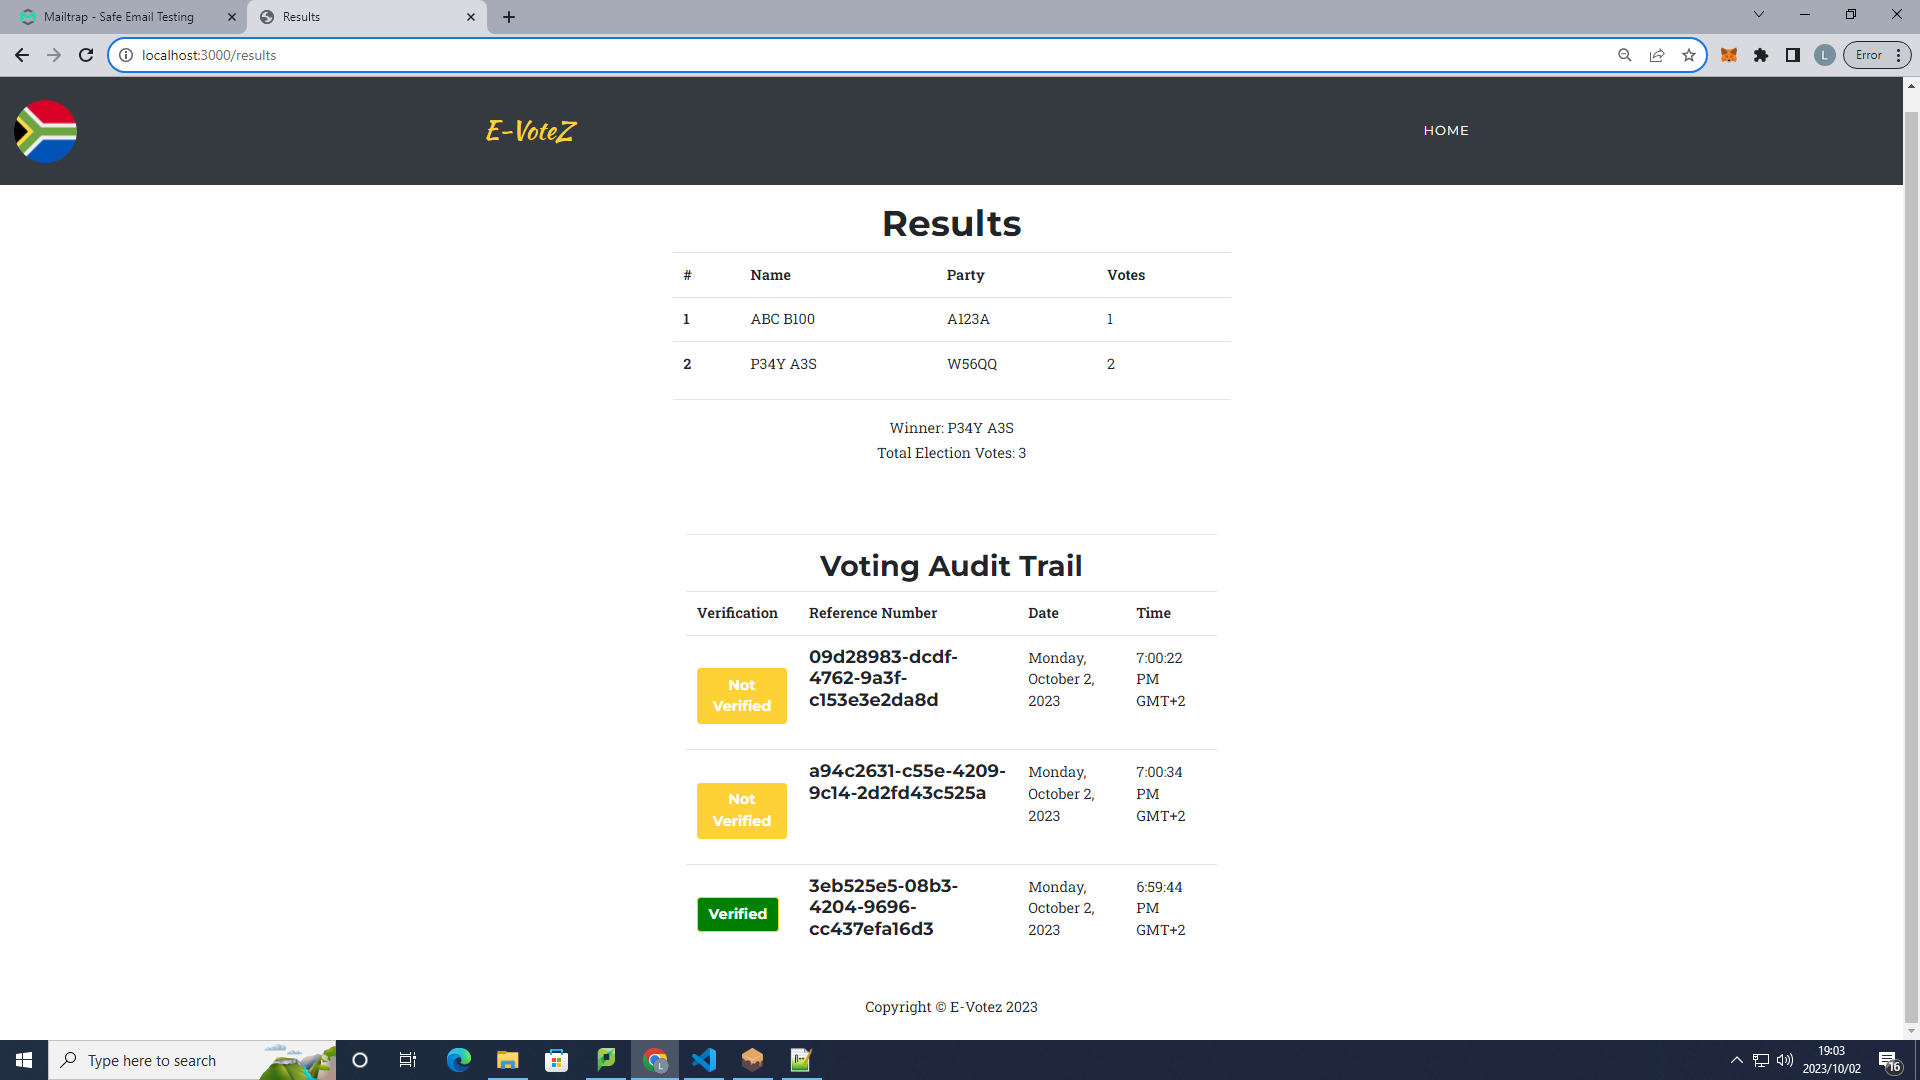 Mailtrap - Safe Email Testing
Results
localhost:3000/results
L
Error
E-VoteZ
HOME
Results
# Name Party Votes
1 ABC B100 A123A 1
2 P34Y A3S W56QQ 2
Winner: P34Y A3S
Total Election Votes: 3
Voting Audit Trail
Verification Reference Number Date Time
Not
Verified
09d28983-dcdf-
4762-9a3f-
c153e3e2da8d
Monday,
October 2,
2023
7:00:22
PM
GMT+2
Not
Verified
a94c2631-c55e-4209-
9c14-2d2fd43c525a
Monday,
October 2,
2023
7:00:34
PM
GMT+2
Verified
3eb525e5-08b3-
4204-9696-
cc437efa16d3
Monday,
October 2,
2023
6:59:44
PM
GMT+2
Copyright © E-Votez 2023
Type here to search
L
19:03
2023/10/02
16